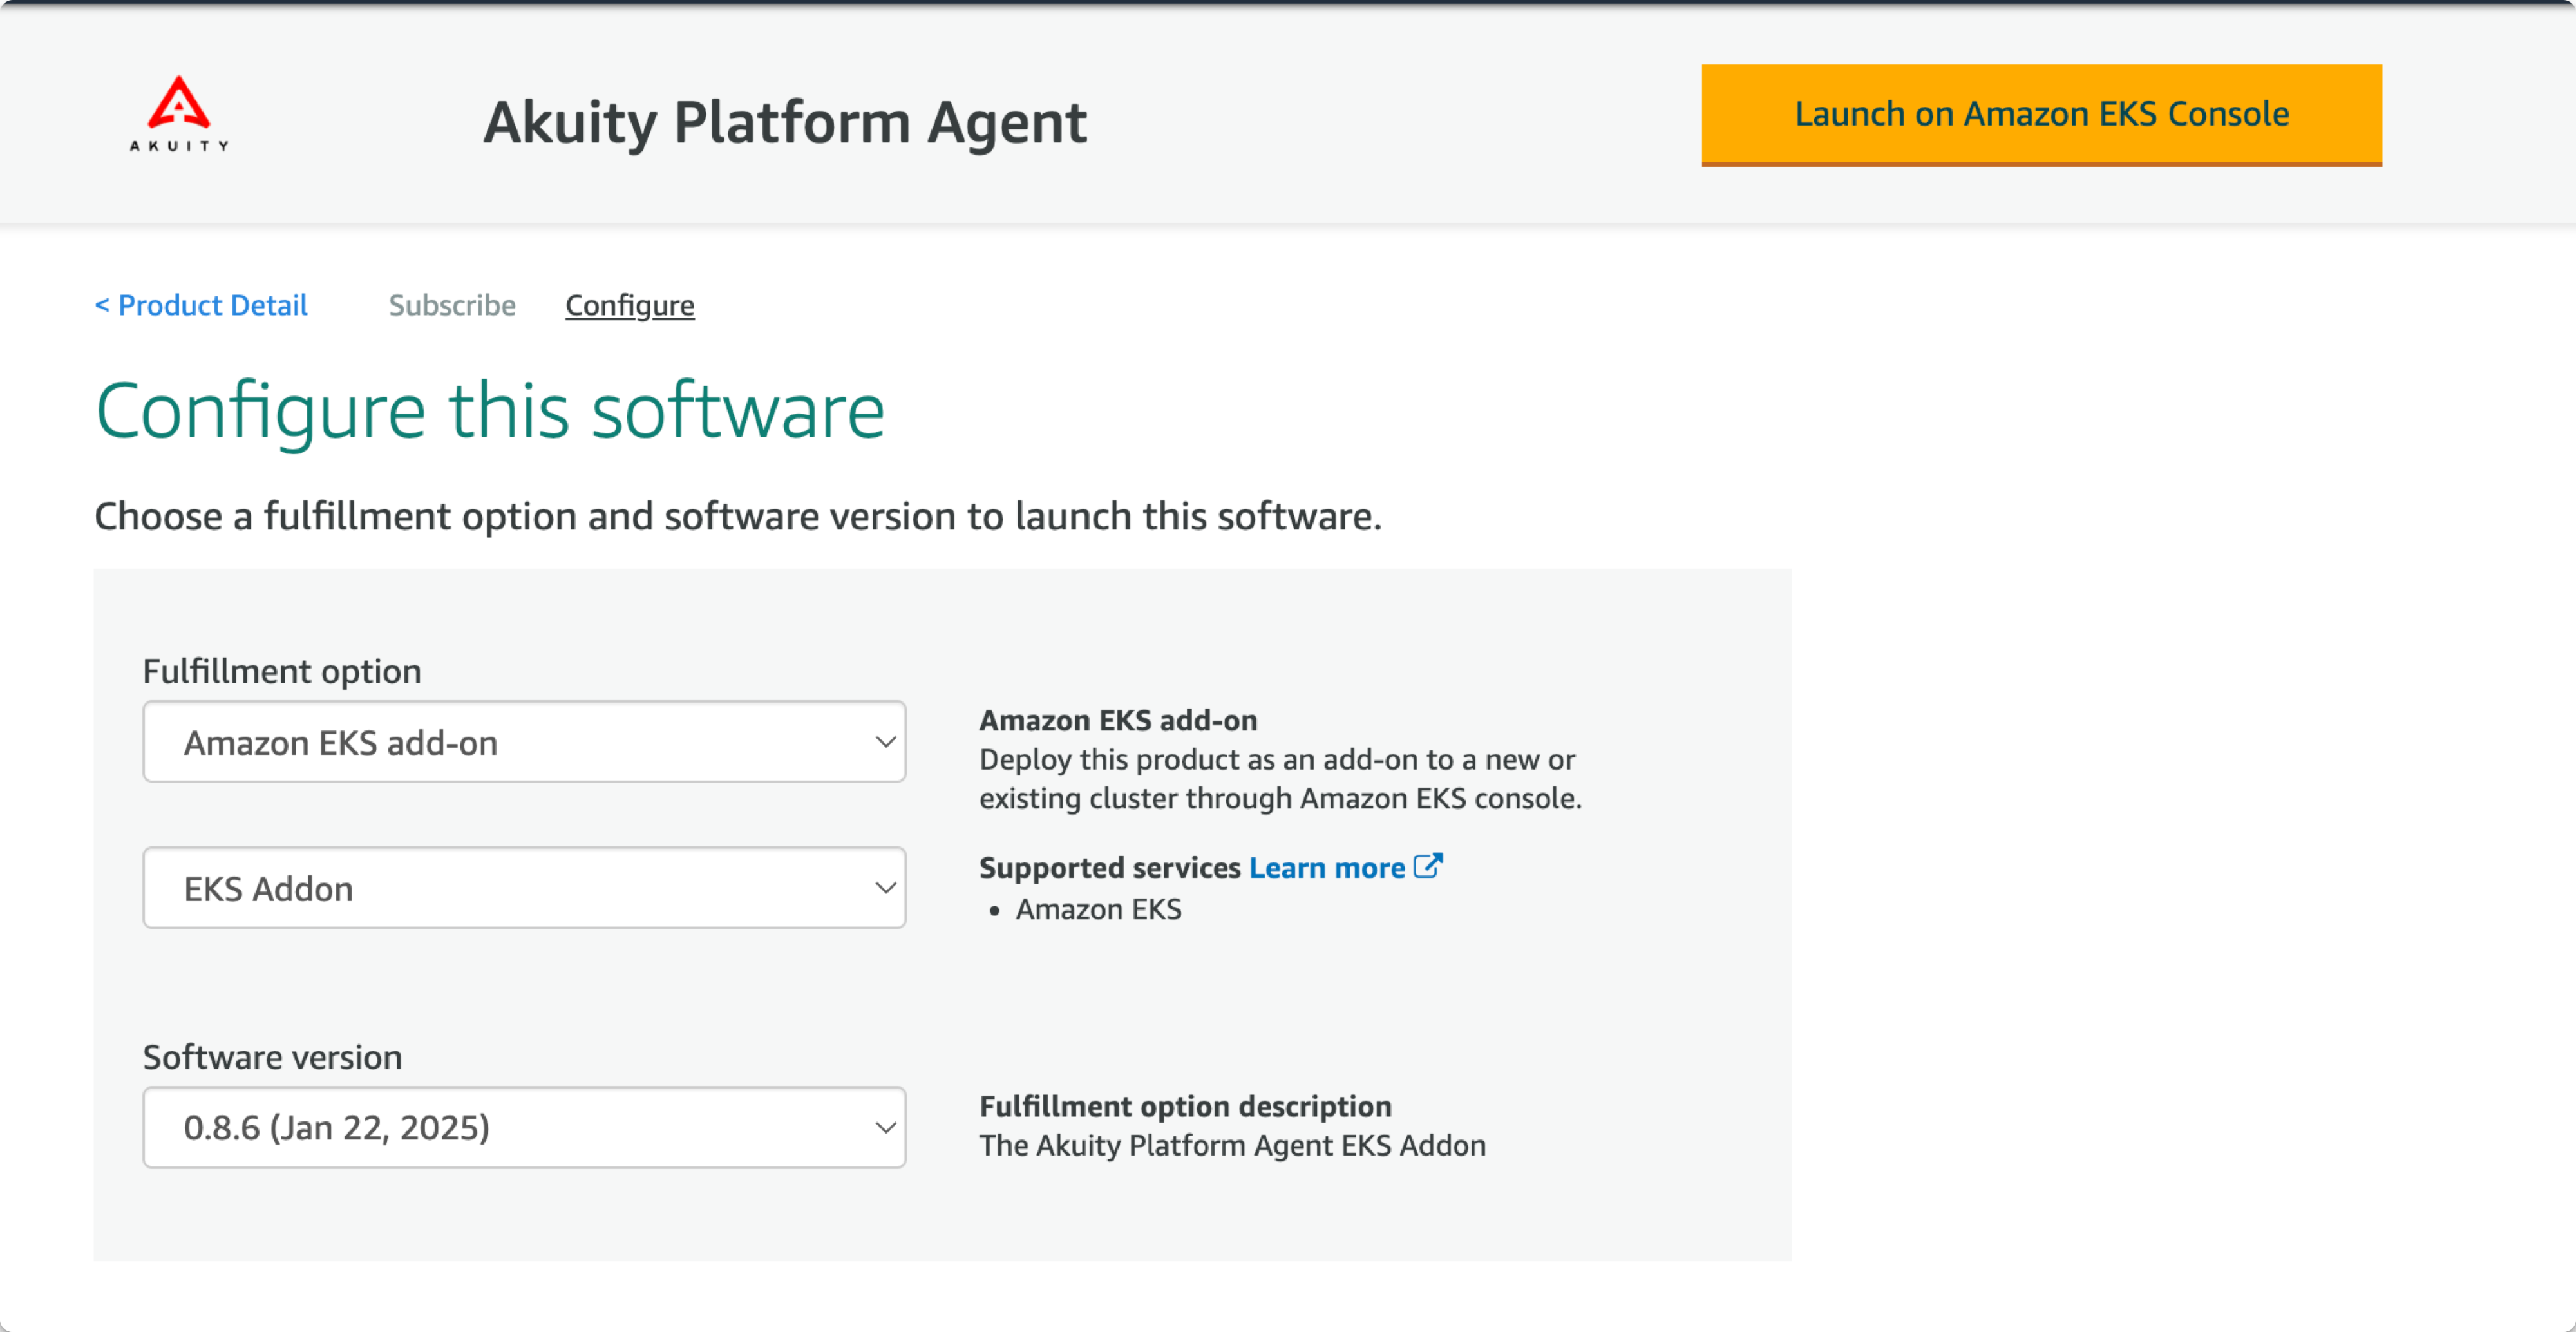 AKUITY
Akuity Platform Agent
Launch on Amazon EKS Console
< Product Detail
Subscribe
Configure
Configure this software
Choose a fulfillment option and software version to launch this software.
Fulfillment option
Amazon EKS add-on
Amazon EKS add-on
Deploy this product as an add-on to a new or
existing cluster through Amazon EKS console.
EKS Addon
Supported services Learn more
• Amazon EKS
Software version
0.8.6 (Jan 22, 2025)
Fulfillment option description
The Akuity Platform Agent EKS Addon